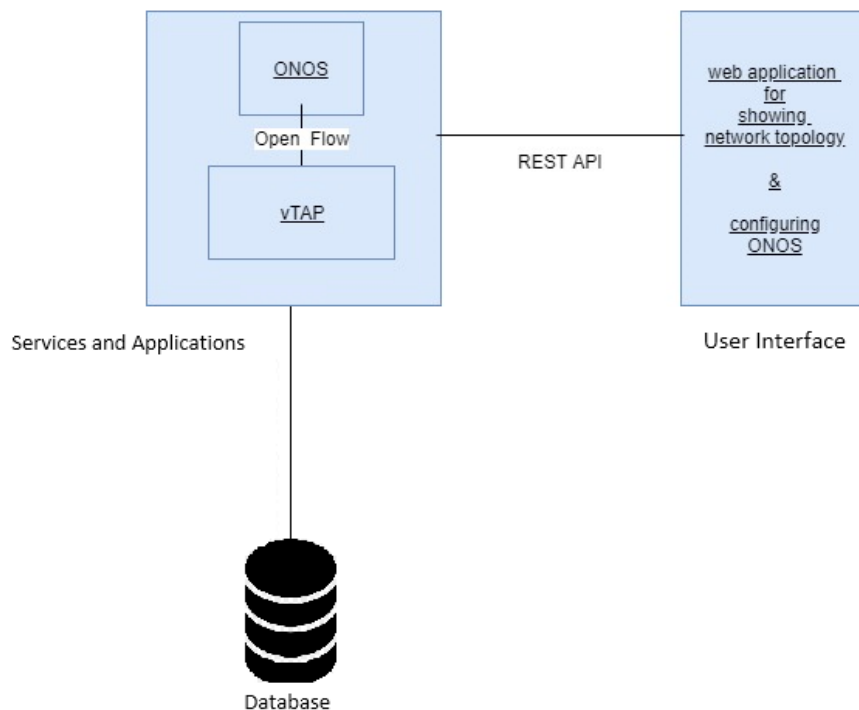 ONOS
Open Flow
vTAP
REST API
web application
for
showing
network topology
&
configuring
ONOS
Services and Applications
User Interface
Database